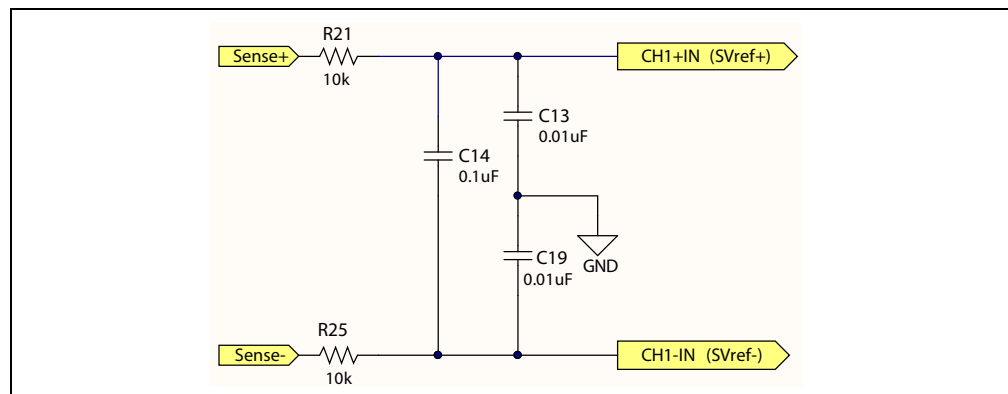 R21
Sense+
10k
CH1+IN (SVref+)
C13
0.01uF
C14
0.1uF
C19
0.01uF
GND
R25
Sense-
10k
CH1-IN (SVref-)